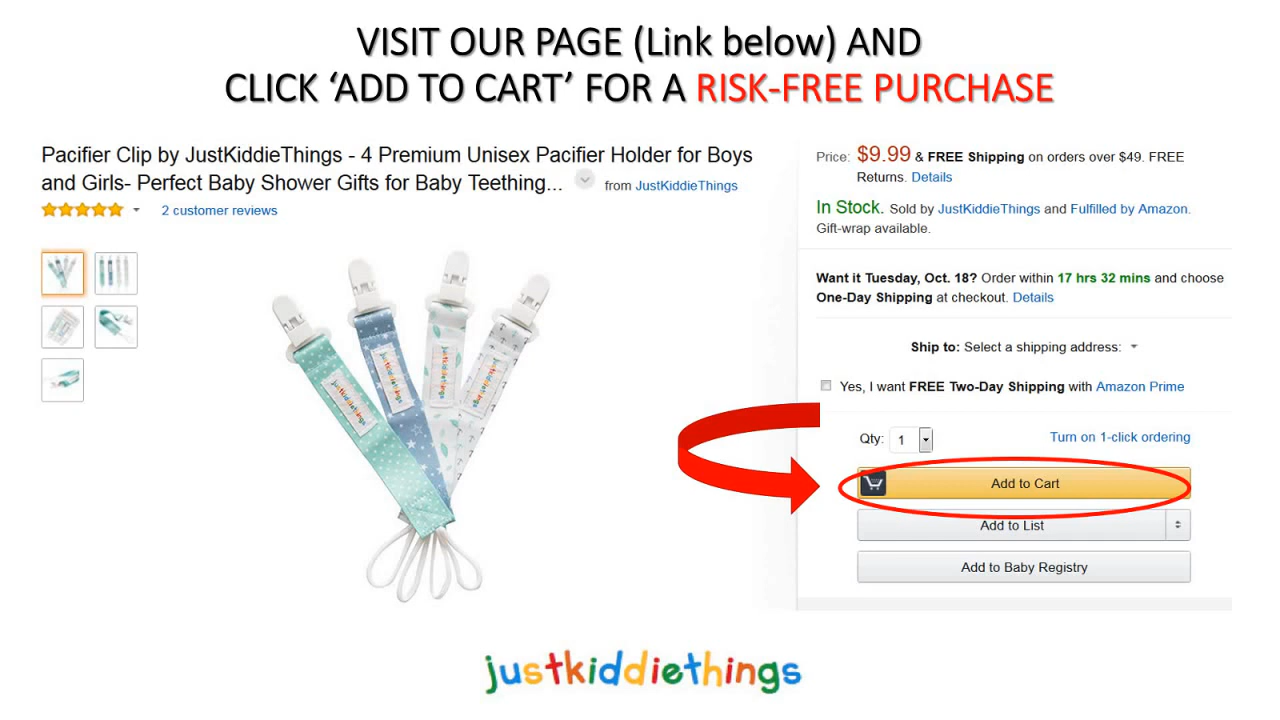 VISIT OUR PAGE (Link below) AND
CLICK ‘ADD TO CART’ FOR A RISK-FREE PURCHASE
Pacifier Clip by JustKiddieThings - 4 Premium Unisex Pacifier Holder for Boys
and Girls- Perfect Baby Shower Gifts for Baby Teething... from JustKiddieThings
2 customer reviews
Price: $9.99 & FREE Shipping on orders over $49. FREE
Returns. Details
In Stock. Sold by JustKiddieThings and Fulfilled by Amazon.
Gift-wrap available.
Want it Tuesday, Oct. 18? Order within 17 hrs 32 mins and choose
One-Day Shipping at checkout. Details
Ship to: Select a shipping address:
Yes, I want FREE Two-Day Shipping with Amazon Prime
Qty: 1
Turn on 1-click ordering
Add to Cart
Add to List
Add to Baby Registry
justkiddiethings
justkiddiethings
justkiddiethings
justkiddiethings
justkiddiethings